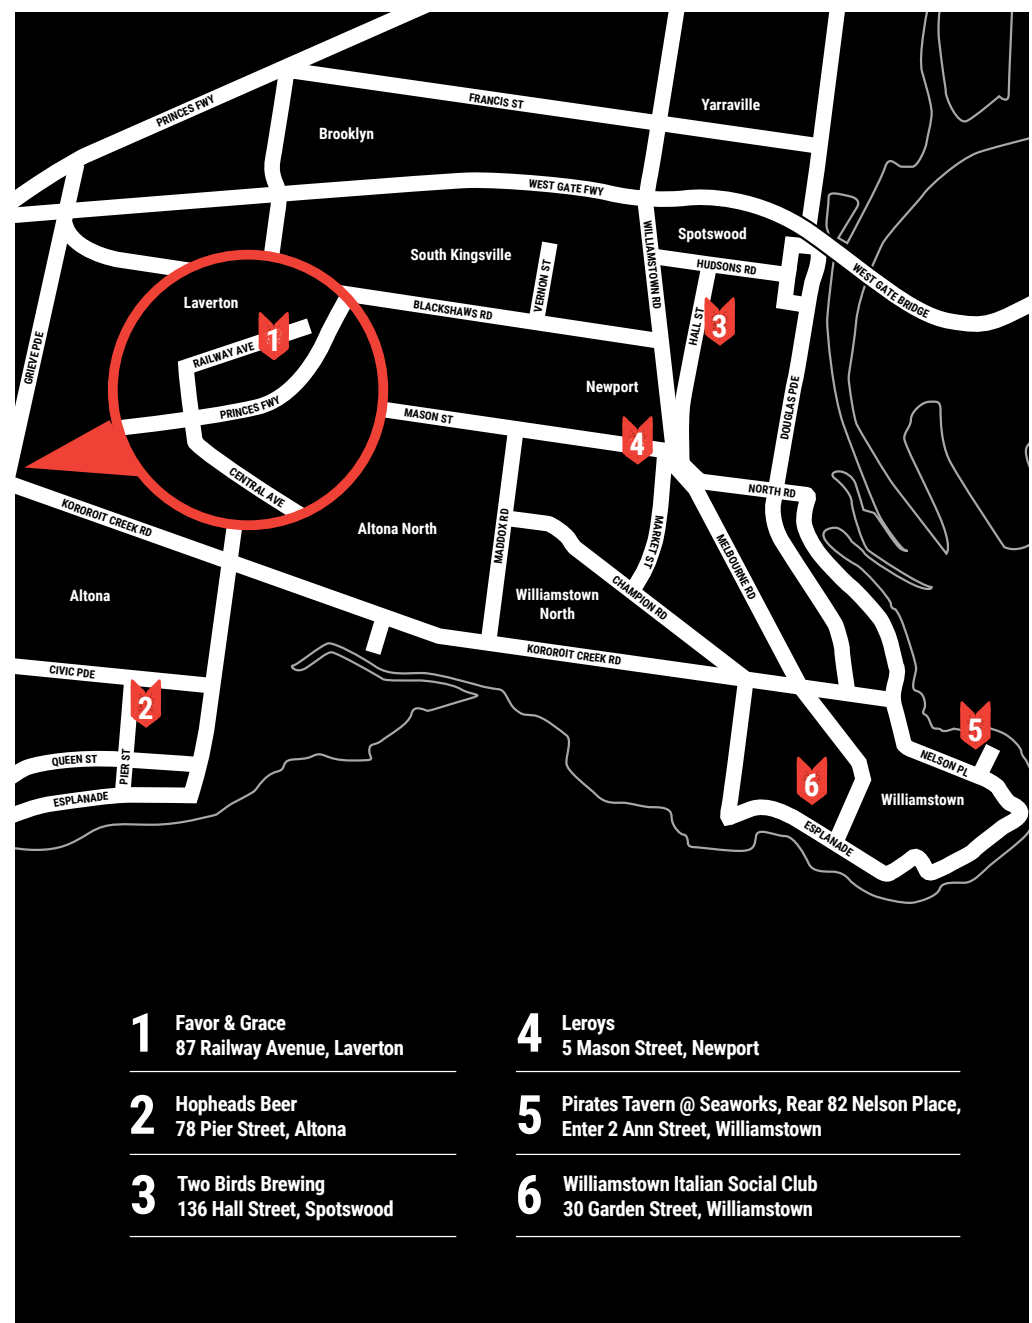 PRINCES FWY
FRANCIS ST
Yarraville
Brooklyn
WEST GATE FWY
Spotswood
South Kingsville
WILLIAMSTOWN RD
HUDSONS RD
VERNON ST
WEST GATE BRIDGE
Laverton
BLACKSHAWS RD
HALL ST
3
1
RAILWAY AVE
GRIEVE PDE
Newport
DOUGLAS PDE
PRINCES FWY
MASON ST
4
CENTRAL AVE
NORTH RD
KOROROIT CREEK RD
Altona North
MADDOX RD
MARKET ST
MELBOURNE RD
Altona
Williamstown
North
CHAMPION RD
KOROROIT CREEK RD
CIVIC PDE
2
5
QUEEN ST
PIER ST
NELSON PL
6
ESPLANADE
Williamstown
ESPLANADE
1 Favor & Grace
87 Railway Avenue, Laverton
2 Hopheads Beer
78 Pier Street, Altona
3 Two Birds Brewing
136 Hall Street, Spotswood
4 Leroys
5 Mason Street, Newport
5 Pirates Tavern @ Seaworks, Rear 82 Nelson Place,
Enter 2 Ann Street, Williamstown
6 Williamstown Italian Social Club
30 Garden Street, Williamstown